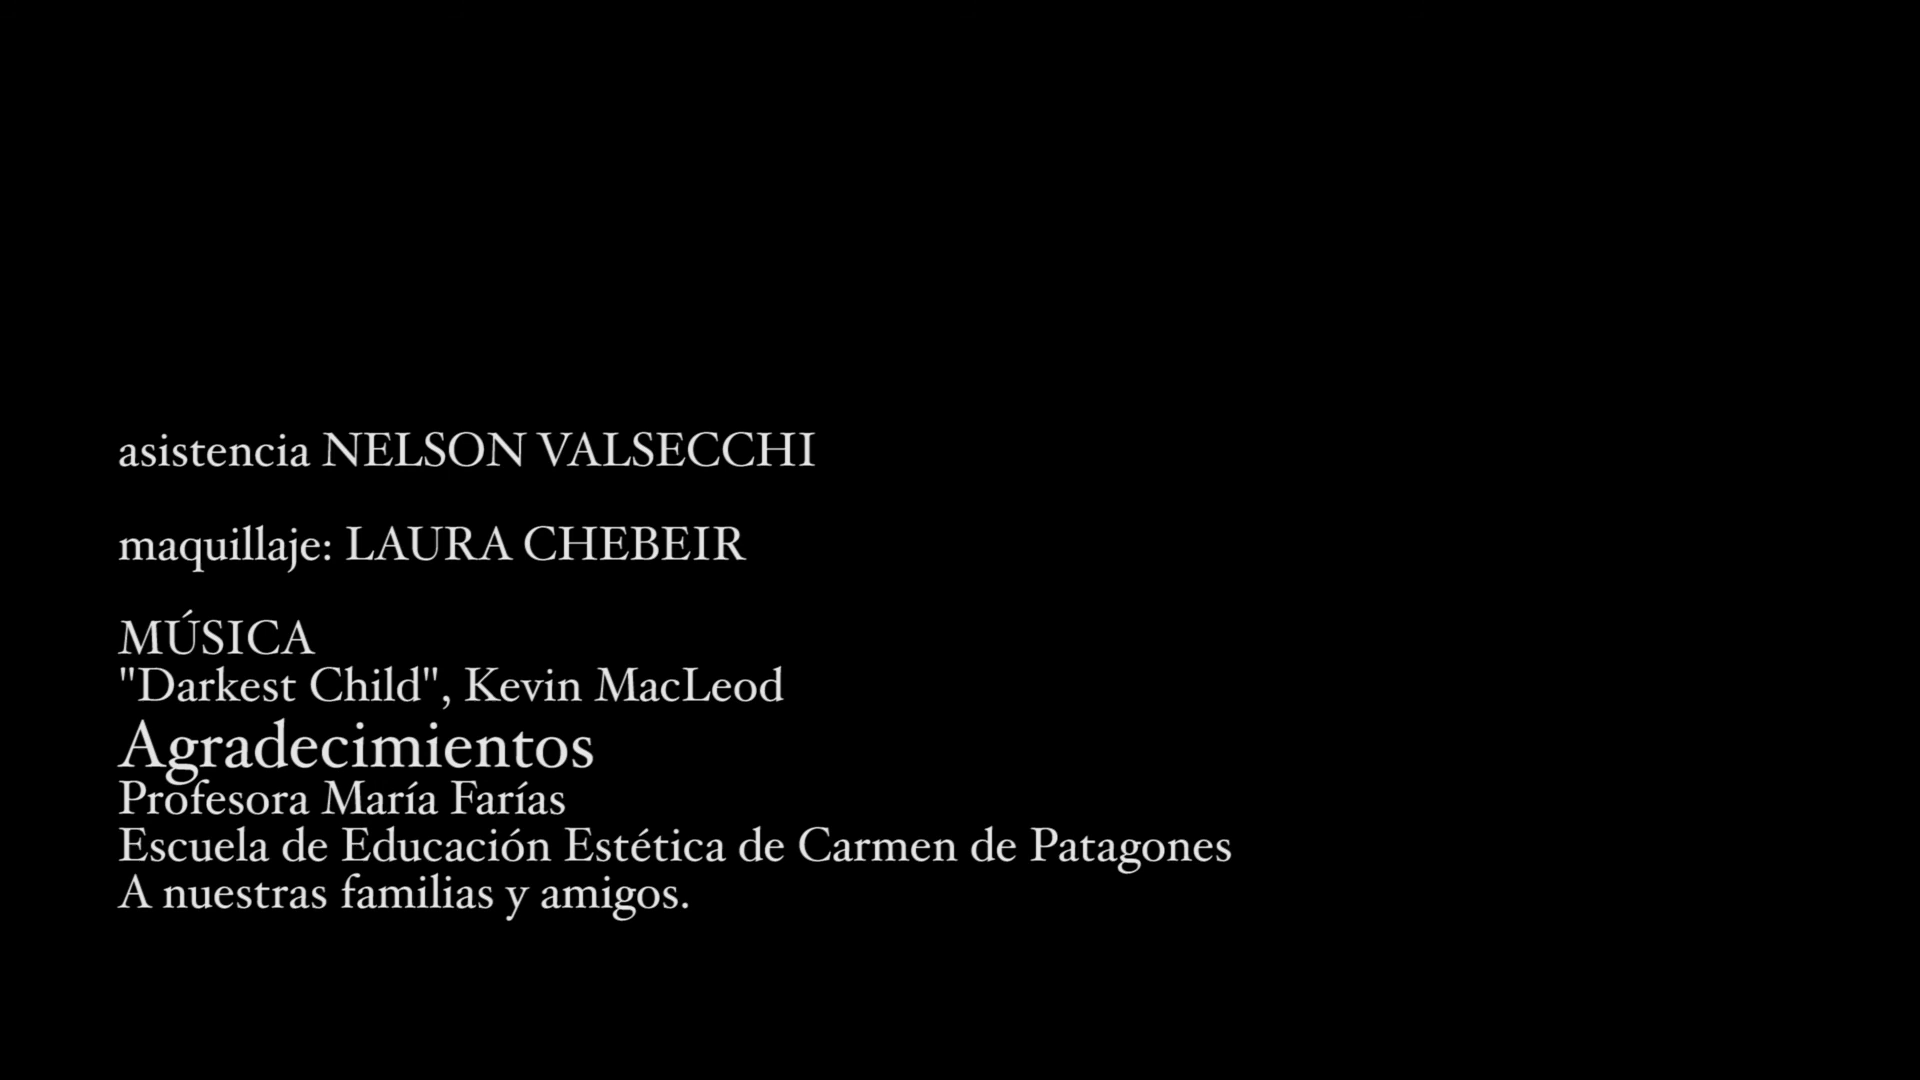 asistencia NELSON VALSECCHI
maquillaje: LAURA CHEBEIR
MÚSICA
"Darkest Child", Kevin MacLeod
Agradecimientos
Profesora María Farías
Escuela de Educación Estética de Carmen de Patagones
A nuestras familias y amigos.